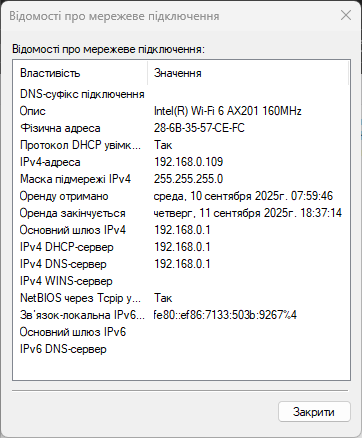 Відомості про мережеве підключення
Відомості про мережеве підключення:
Властивість Значення
DNS-суфікс підключення
Опис Intel(R) Wi-Fi 6 AX201 160MHz
Фізична адреса 28-6B-35-57-CE-FC
Протокол DHCP увімк... Так
IPv4-адреса 192.168.0.109
Маска підмережі IPv4 255.255.255.0
Оренду отримано среда, 10 сентября 2025г. 07:59:46
Оренда закінчується четверг, 11 сентября 2025г. 18:37:14
Основний шлюз IPv4 192.168.0.1
IPv4 DHCP-сервер 192.168.0.1
IPv4 DNS-сервер 192.168.0.1
IPv4 WINS-сервер
NetBIOS через Tcpip у... Так
Зв'язок-локальна IPv6... fe80::ef86:7133:503b:9267%4
Основний шлюз IPv6
IPv6 DNS-сервер
Закрити